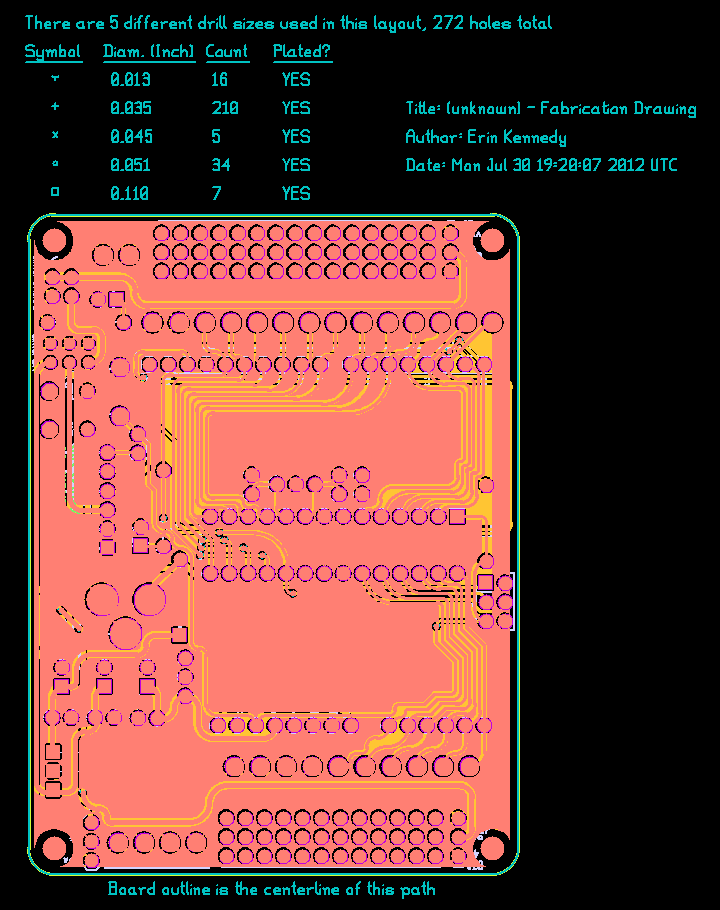 There are 5 different drill sizes used in this layout, 272 holes total
Symbol Diam. (Inch) Count Plated?
0.013 16 YES
0.035 210 YES
Title: (unknown) - Fabrication Drawing
0.045 5 YES
Author: Erin Kennedy
0.051 34 YES
Date: Mon Jul 30 19:20:07 2012 UTC
0.110 7 YES
Board outline is the centerline of this path